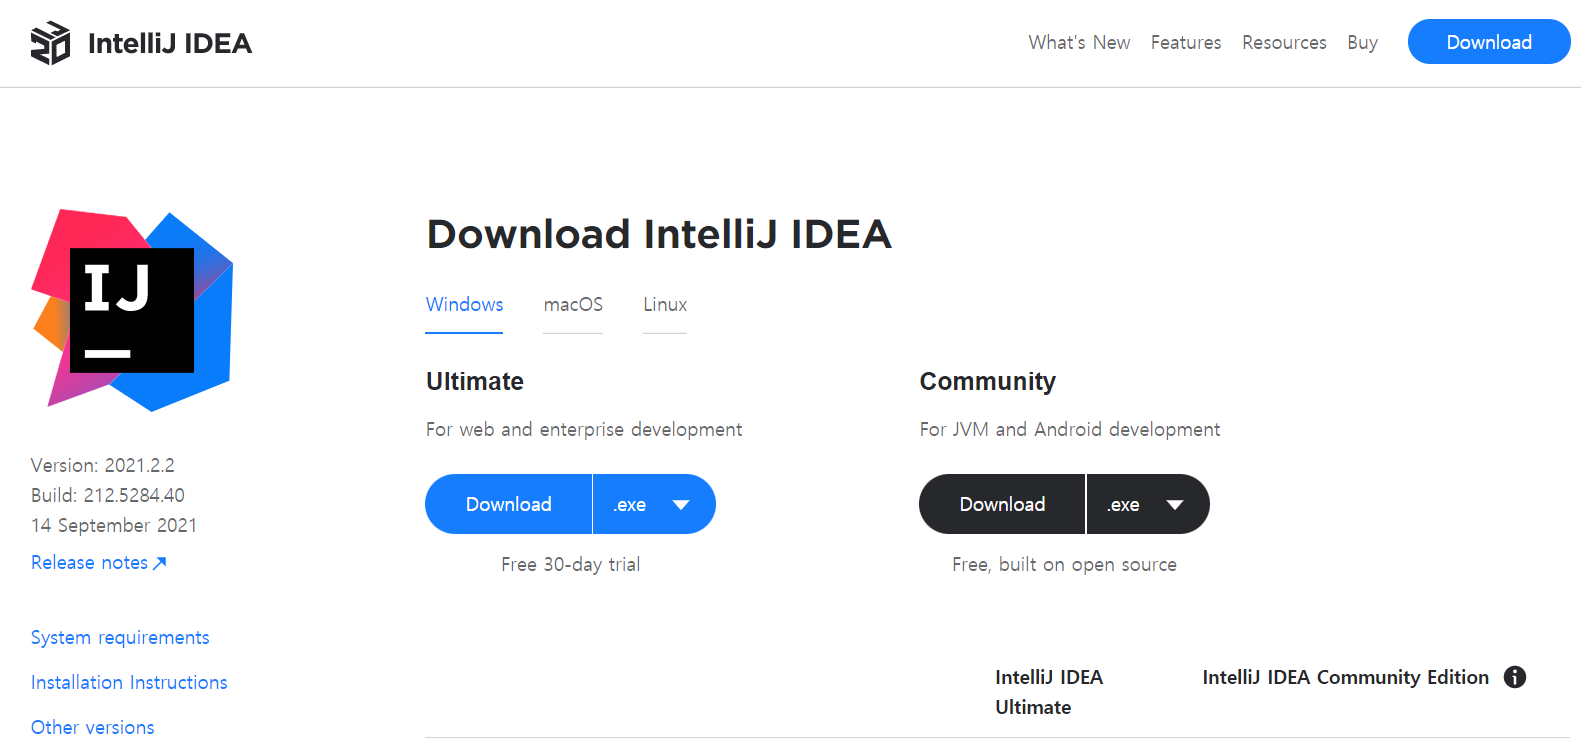 IntelliJ IDEA
What's New Features Resources Buy Download
IJ
Download IntelliJ IDEA
Windows macOS Linux
Ultimate
For web and enterprise development
Download .exe
Free 30-day trial
Community
For JVM and Android development
Download .exe
Free, built on open source
Version: 2021.2.2
Build: 212.5284.40
14 September 2021
Release notes
System requirements
Installation Instructions
Other versions
IntelliJ IDEA
Ultimate
IntelliJ IDEA Community Edition